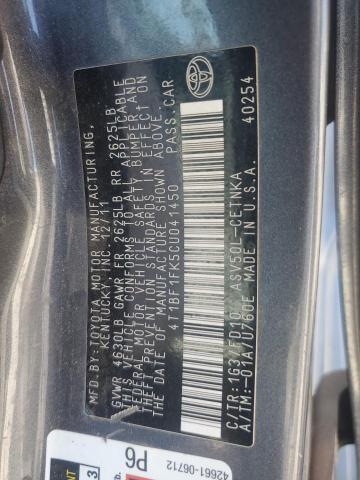 MFD. BY: TOYOTA MOTOR MANUFACTURING,
KENTUCKY, INC. 12/11
GVWR 4630LB GAWR FR 2625LB RR 2625LB
THIS VEHICLE CONFORMS TO ALL APPLICABLE
FEDERAL MOTOR VEHICLE SAFETY, BUMPER, AND
THEFT PREVENTION STANDARDS IN EFFECT ON
THE DATE OF MANUFACTURE SHOWN ABOVE.
4T1BF1FK5CU041450 PASS.CAR
C/TR:1G3/FG10 ASV50L-CETNKA
A/TM:-01A/U760E MADE IN U.S.A. 40254
P6
42661-06712
3